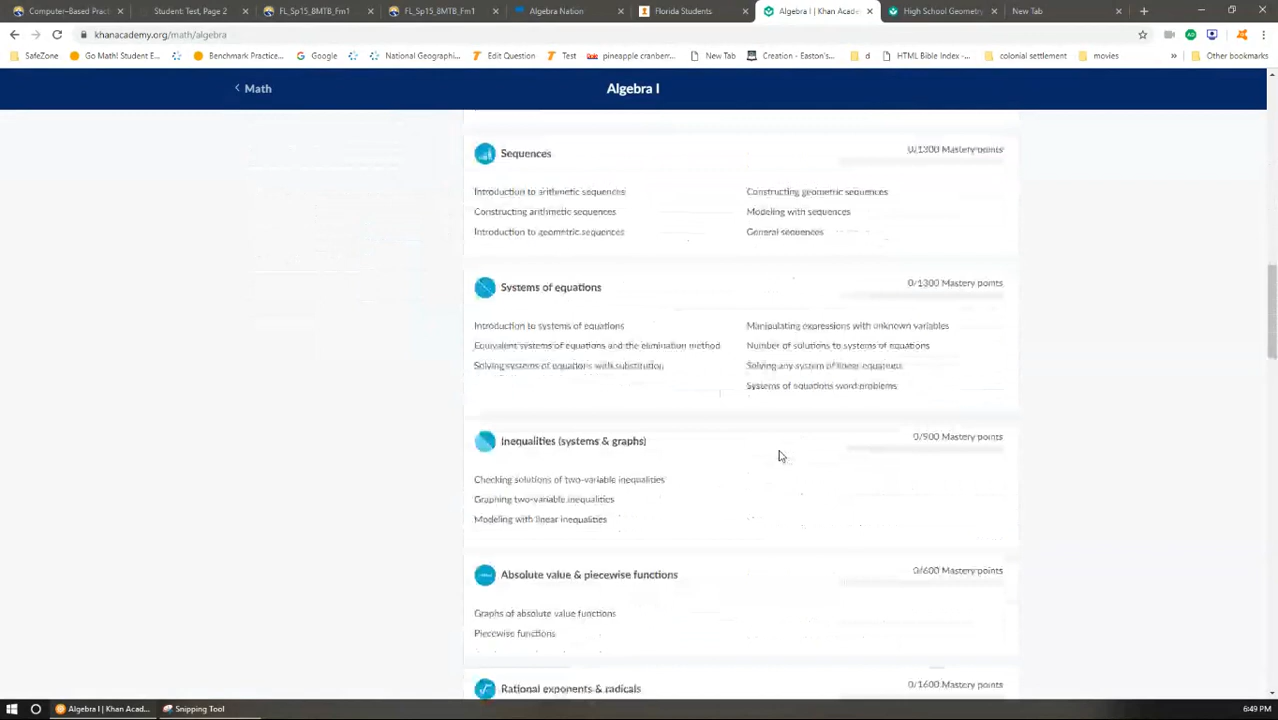 Computer-Based Pract
Student: Test, Page 2
FL_Sp15_8MTB_Fm1
FL_Sp15_8MTB_Fm1
Algebra Nation
Florida Students
Algebra I | Khan Acade
High School Geometry
New Tab
khanacademy.org/math/algebra
SafeZone
Go Math! Student E...
Benchmark Practice...
Google
National Geographi...
Edit Question
Test
pineapple cranberr...
New Tab
Creation - Easton's...
d
HTML Bible Index -...
colonial settlement
movies
»
Other bookmarks
Math
Algebra I
Sequences
0/1300 Mastery points
Introduction to arithmetic sequences
Constructing geometric sequences
Constructing arithmetic sequences
Modeling with sequences
Introduction to geometric sequences
General sequences
Systems of equations
0/1300 Mastery points
Introduction to systems of equations
Manipulating expressions with unknown variables
Equivalent systems of equations and the elimination method
Number of solutions to systems of equations
Solving systems of equations with substitution
Solving any system of linear equations
Systems of equations word problems
Inequalities (systems & graphs)
0/900 Mastery points
Checking solutions of two-variable inequalities
Graphing two-variable inequalities
Modeling with linear inequalities
Absolute value & piecewise functions
0/600 Mastery points
Graphs of absolute value functions
Piecewise functions
Rational exponents & radicals
0/1600 Mastery points
Algebra I | Khan Acad...
Snipping Tool
6:49 PM